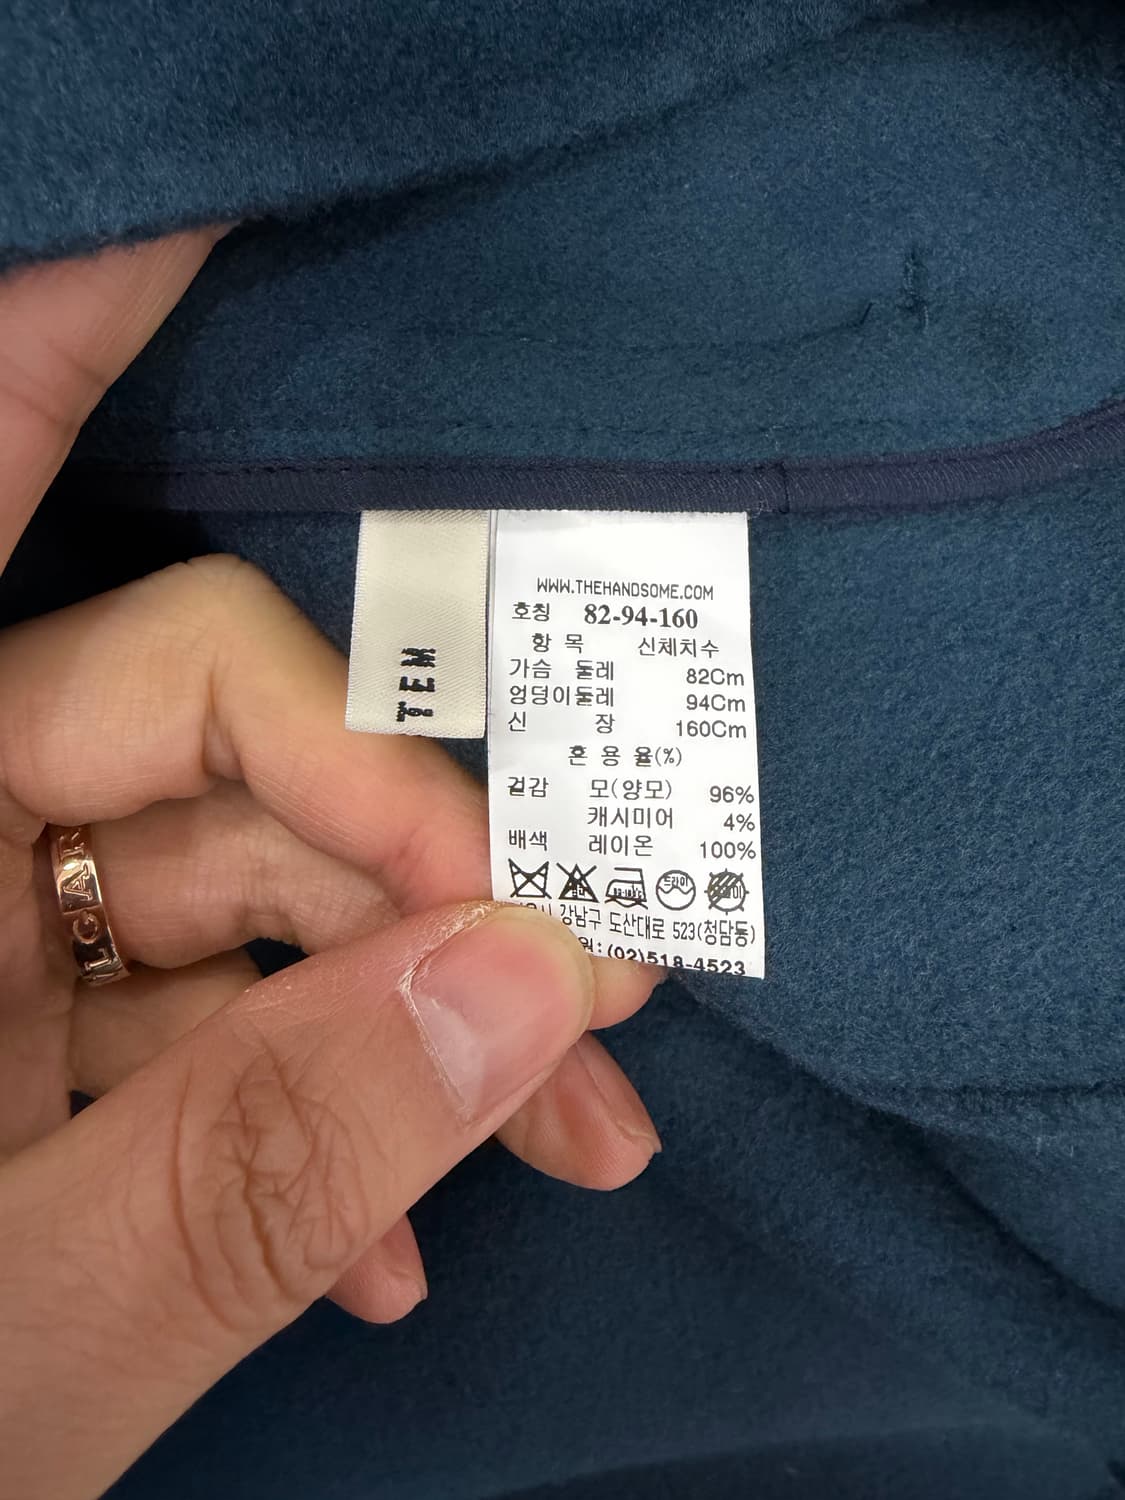 WWW.THEHANDSOME.COM
호칭 82-94-160
항 목 신체치수
가슴 둘레 82Cm
엉덩이둘레 94Cm
신 장 160Cm
혼 용 율(%)
겉감 모(양모) 96%
캐시미어 4%
배색 레이온 100%
드라이
강남구 도산대로 523(청담동)
(02)518-4523